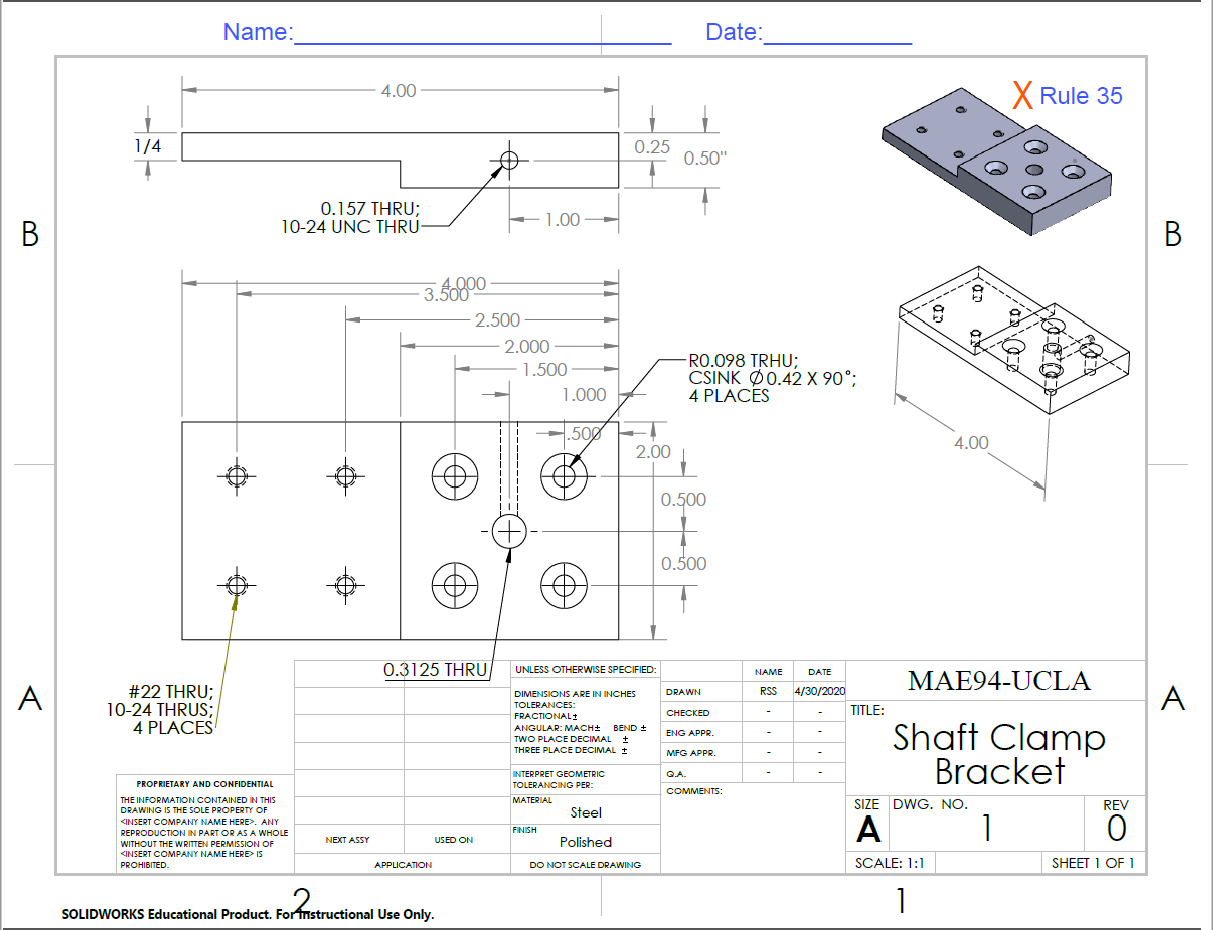 Name:
Date:
X Rule 35
4.00
1/4
0.25
0.50"
0.157 THRU;
10-24 UNC THRU
1.00
B
B
4.000
3.500
2.500
2.000
1.500
1.000
.500
R0.098 TRHU;
CSINK Ø0.42 X 90°;
4 PLACES
2.00
0.500
0.500
4.00
0.3125 THRU
#22 THRU;
10-24 THRUS;
4 PLACES
A
A
PROPRIETARY AND CONFIDENTIAL
THE INFORMATION CONTAINED IN THIS
DRAWING IS THE SOLE PROPERTY OF
<INSERT COMPANY NAME HERE>. ANY
REPRODUCTION IN PART OR AS A WHOLE
WITHOUT THE WRITTEN PERMISSION OF
<INSERT COMPANY NAME HERE> IS
PROHIBITED.
NEXT ASSY
USED ON
APPLICATION
UNLESS OTHERWISE SPECIFIED:
DIMENSIONS ARE IN INCHES
TOLERANCES:
FRACTIONAL±
ANGULAR: MACH± BEND ±
TWO PLACE DECIMAL ±
THREE PLACE DECIMAL ±
INTERPRET GEOMETRIC
TOLERANCING PER:
MATERIAL
Steel
FINISH
Polished
DO NOT SCALE DRAWING
NAME DATE
DRAWN RSS 4/30/2020
CHECKED - -
ENG APPR. - -
MFG APPR. - -
Q.A. - -
COMMENTS:
MAE94-UCLA
TITLE:
Shaft Clamp
Bracket
SIZE DWG. NO. REV
A 1 0
SCALE: 1:1
SHEET 1 OF 1
2
1
SOLIDWORKS Educational Product. For Instructional Use Only.